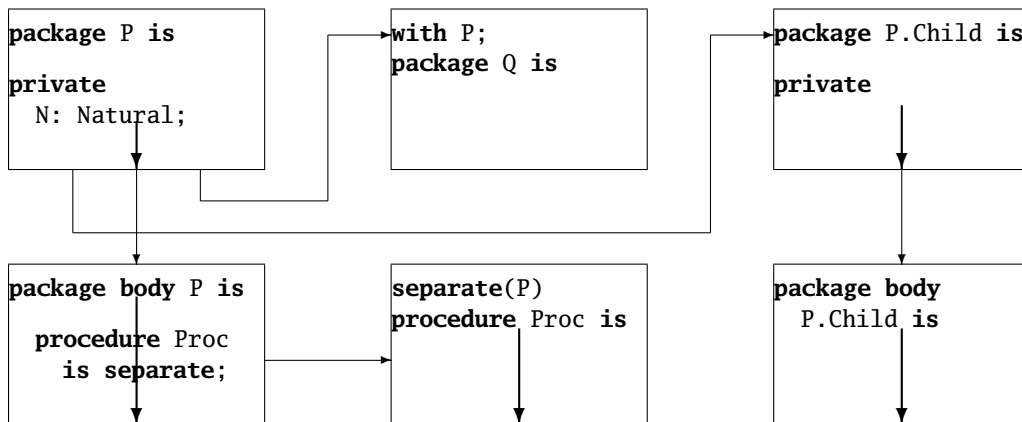 package P is
private
N: Natural;
with P;
package Q is
package P.Child is
private
package body P is
procedure Proc
is separate;
separate(P)
procedure Proc is
package body
P.Child is